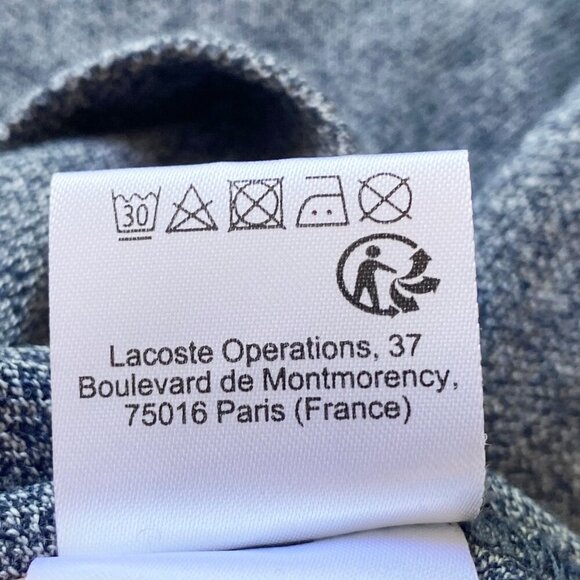 30
Lacoste Operations, 37
Boulevard de Montmorency,
75016 Paris (France)